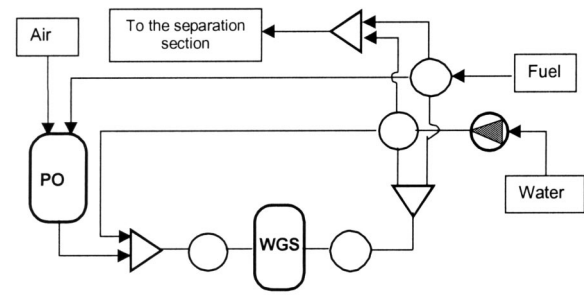 Air
To the separation
section
Fuel
PO
Water
WGS